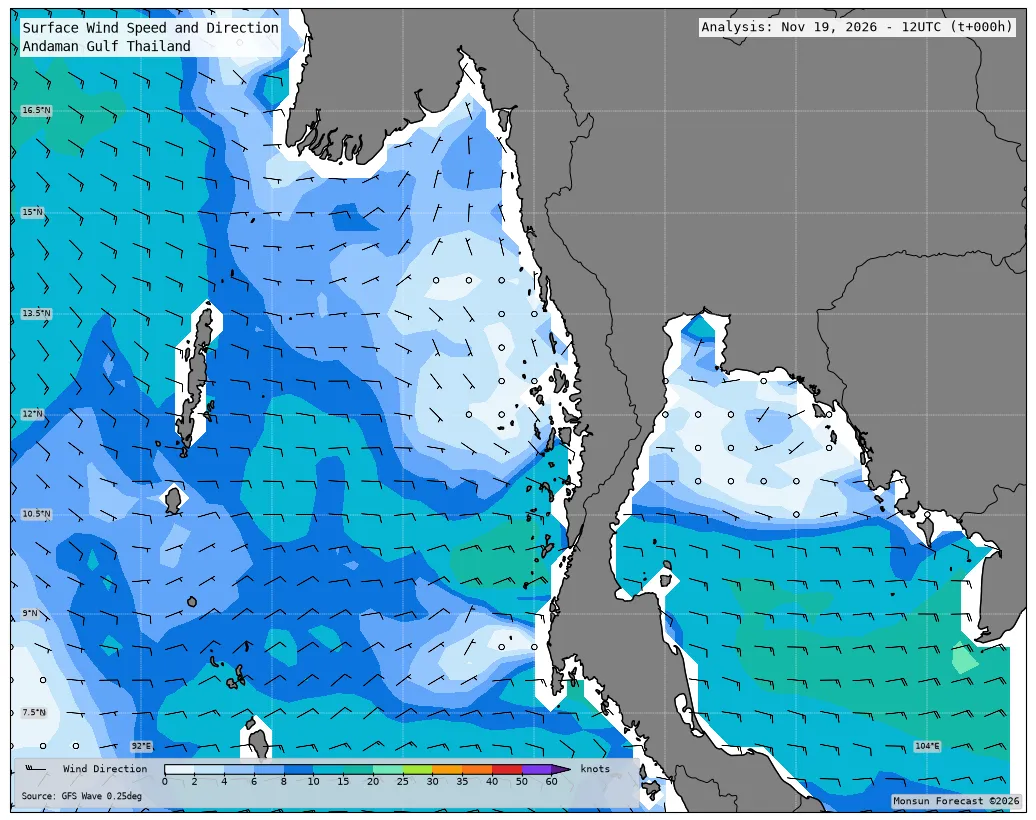 Surface Wind Speed and Direction
Andaman Gulf Thailand
Analysis: Nov 19, 2026 - 12UTC (t+000h)
16.5°N
15°N
13.5°N
12°N
10.5°N
9°N
7.5°N
92°E
104°E
Wind Direction
0 2 4 6 8 10 15 20 25 30 35 40 50 60 knots
Source: GFS Wave 0.25deg
Monsun Forecast ©2026